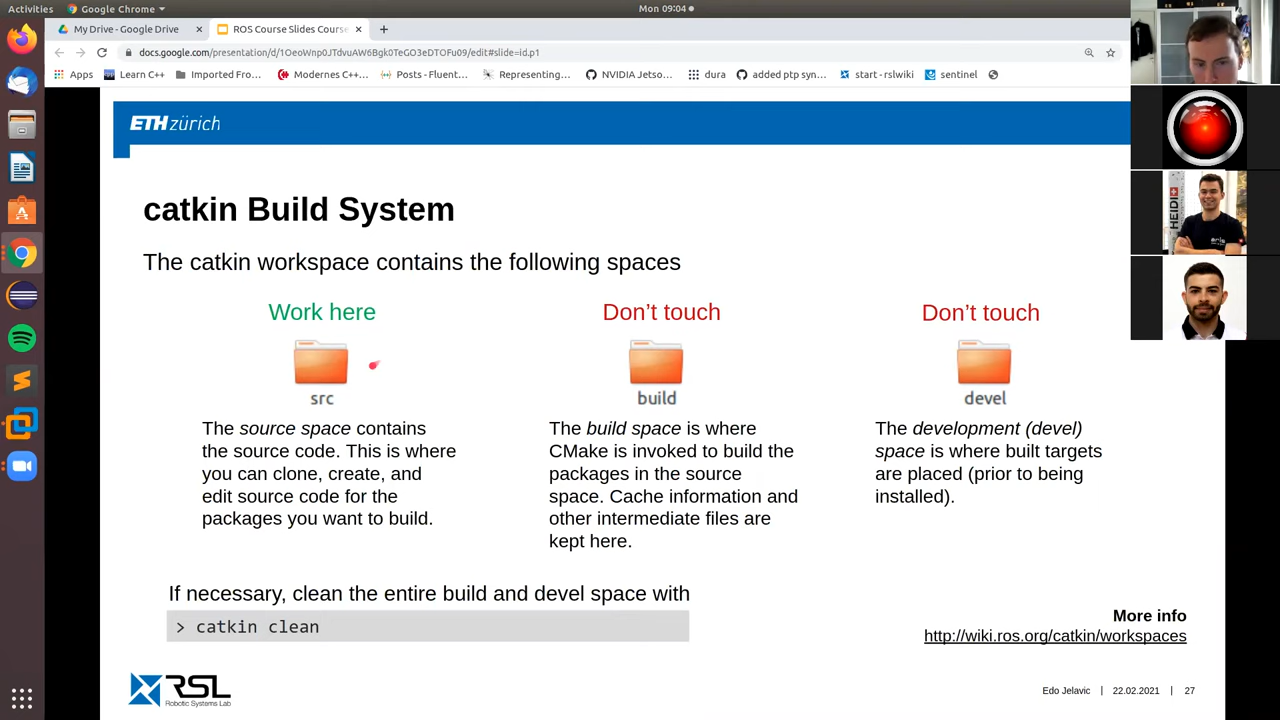 Activities
Google Chrome
Mon 09:04
My Drive - Google Drive
ROS Course Slides Course
docs.google.com/presentation/d/1OeoWnp0JTdvuAW6Bgk0TeGO3eDTOFu09/edit#slide=id.p1
Apps
Learn C++
Imported Fro...
Modernes C++...
Posts - Fluent...
Representing...
NVIDIA Jetso...
dura
added ptp syn...
start - rslwiki
sentinel
ETH zürich
HEIDI
catkin Build System
The catkin workspace contains the following spaces
Work here
Don't touch
Don't touch
src
build
devel
The source space contains
the source code. This is where
you can clone, create, and
edit source code for the
packages you want to build.
The build space is where
CMake is invoked to build the
packages in the source
space. Cache information and
other intermediate files are
kept here.
The development (devel)
space is where built targets
are placed (prior to being
installed).
If necessary, clean the entire build and devel space with
> catkin clean
More info
http://wiki.ros.org/catkin/workspaces
RSL
Robotic Systems Lab
Edo Jelavic | 22.02.2021 | 27